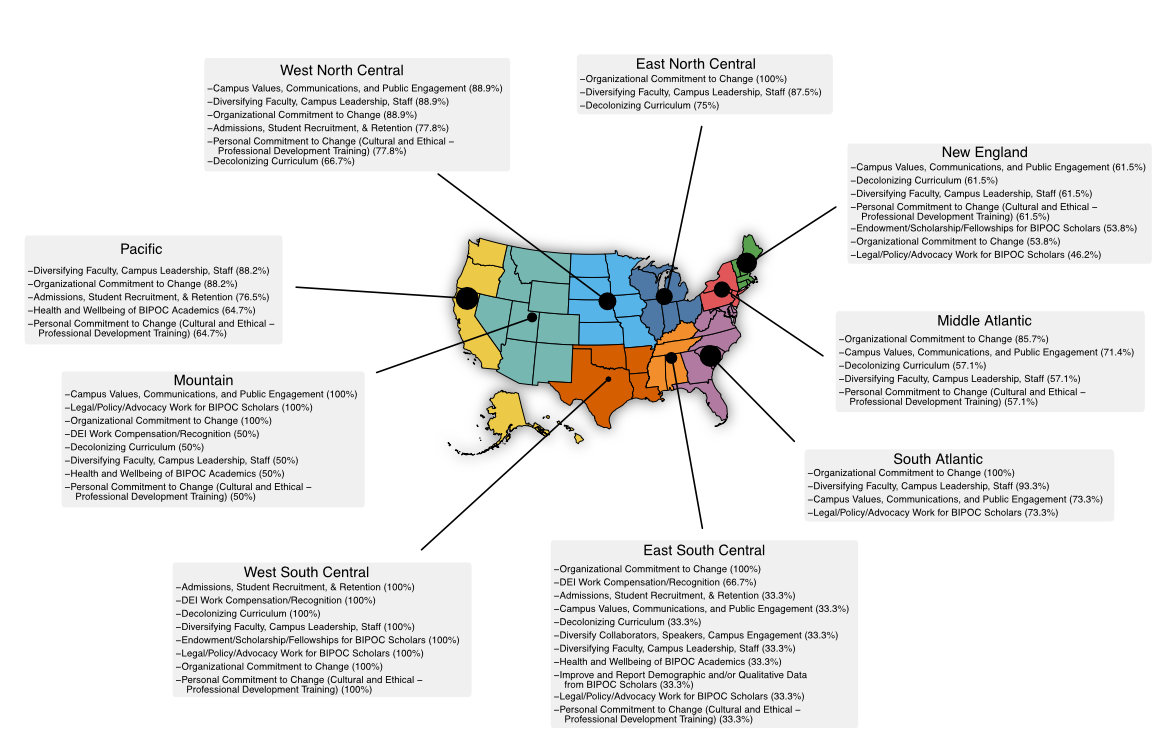 West North Central
–Campus Values, Communications, and Public Engagement (88.9%)
–Diversifying Faculty, Campus Leadership, Staff (88.9%)
–Organizational Commitment to Change (88.9%)
–Admissions, Student Recruitment, & Retention (77.8%)
–Personal Commitment to Change (Cultural and Ethical –
Professional Development Training) (77.8%)
–Decolonizing Curriculum (66.7%)
East North Central
–Organizational Commitment to Change (100%)
–Diversifying Faculty, Campus Leadership, Staff (87.5%)
–Decolonizing Curriculum (75%)
New England
–Campus Values, Communications, and Public Engagement (61.5%)
–Decolonizing Curriculum (61.5%)
–Diversifying Faculty, Campus Leadership, Staff (61.5%)
–Personal Commitment to Change (Cultural and Ethical –
Professional Development Training) (61.5%)
–Endowment/Scholarship/Fellowships for BIPOC Scholars (53.8%)
–Organizational Commitment to Change (53.8%)
–Legal/Policy/Advocacy Work for BIPOC Scholars (46.2%)
Pacific
–Diversifying Faculty, Campus Leadership, Staff (88.2%)
–Organizational Commitment to Change (88.2%)
–Admissions, Student Recruitment, & Retention (76.5%)
–Health and Wellbeing of BIPOC Academics (64.7%)
–Personal Commitment to Change (Cultural and Ethical –
Professional Development Training) (64.7%)
Middle Atlantic
–Organizational Commitment to Change (85.7%)
–Campus Values, Communications, and Public Engagement (71.4%)
–Decolonizing Curriculum (57.1%)
–Diversifying Faculty, Campus Leadership, Staff (57.1%)
–Personal Commitment to Change (Cultural and Ethical –
Professional Development Training) (57.1%)
Mountain
–Campus Values, Communications, and Public Engagement (100%)
–Legal/Policy/Advocacy Work for BIPOC Scholars (100%)
–Organizational Commitment to Change (100%)
–DEI Work Compensation/Recognition (50%)
–Decolonizing Curriculum (50%)
–Diversifying Faculty, Campus Leadership, Staff (50%)
–Health and Wellbeing of BIPOC Academics (50%)
–Personal Commitment to Change (Cultural and Ethical –
Professional Development Training) (50%)
South Atlantic
–Organizational Commitment to Change (100%)
–Diversifying Faculty, Campus Leadership, Staff (93.3%)
–Campus Values, Communications, and Public Engagement (73.3%)
–Legal/Policy/Advocacy Work for BIPOC Scholars (73.3%)
West South Central
–Admissions, Student Recruitment, & Retention (100%)
–DEI Work Compensation/Recognition (100%)
–Decolonizing Curriculum (100%)
–Diversifying Faculty, Campus Leadership, Staff (100%)
–Endowment/Scholarship/Fellowships for BIPOC Scholars (100%)
–Legal/Policy/Advocacy Work for BIPOC Scholars (100%)
–Organizational Commitment to Change (100%)
–Personal Commitment to Change (Cultural and Ethical –
Professional Development Training) (100%)
East South Central
–Organizational Commitment to Change (100%)
–DEI Work Compensation/Recognition (66.7%)
–Admissions, Student Recruitment, & Retention (33.3%)
–Campus Values, Communications, and Public Engagement (33.3%)
–Decolonizing Curriculum (33.3%)
–Diversify Collaborators, Speakers, Campus Engagement (33.3%)
–Diversifying Faculty, Campus Leadership, Staff (33.3%)
–Health and Wellbeing of BIPOC Academics (33.3%)
–Improve and Report Demographic and/or Qualitative Data
from BIPOC Scholars (33.3%)
–Legal/Policy/Advocacy Work for BIPOC Scholars (33.3%)
–Personal Commitment to Change (Cultural and Ethical –
Professional Development Training) (33.3%)